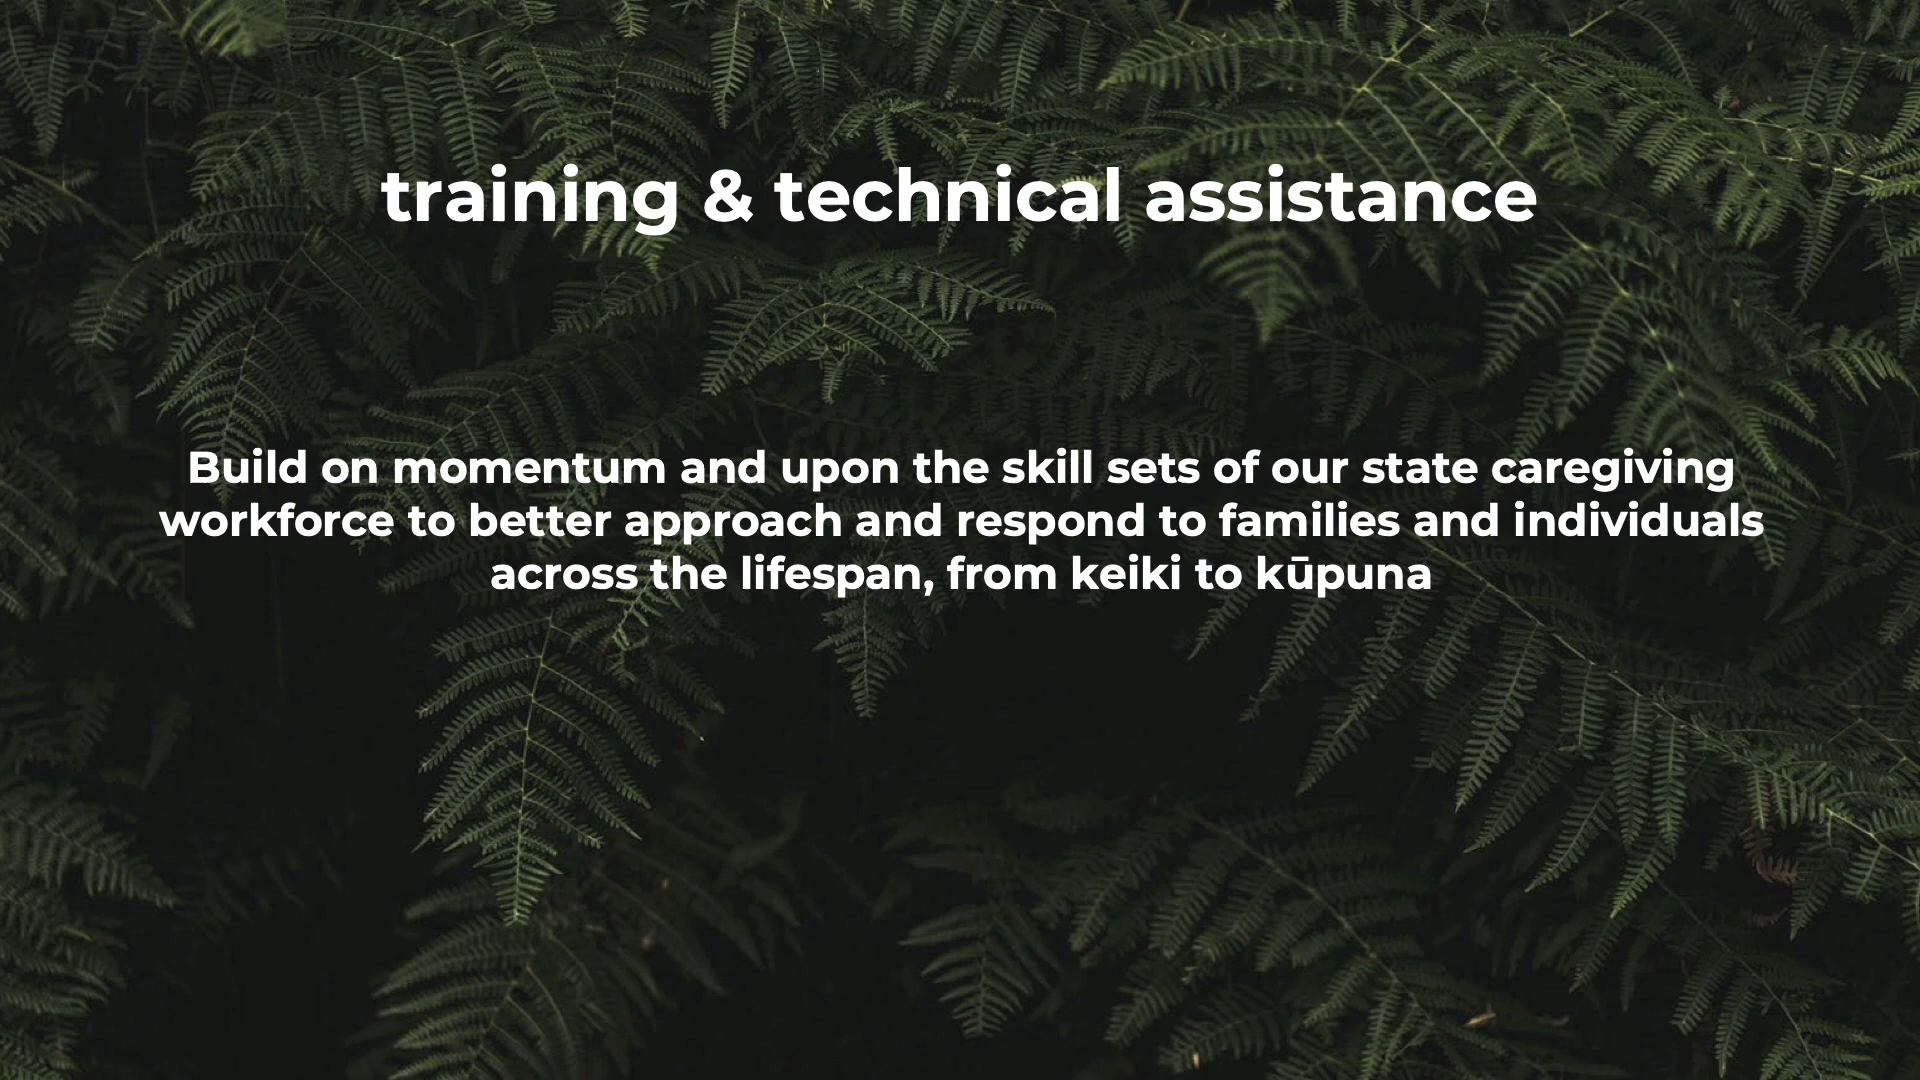 training & technical assistance
Build on momentum and upon the skill sets of our state caregiving
workforce to better approach and respond to families and individuals
across the lifespan, from keiki to kūpuna